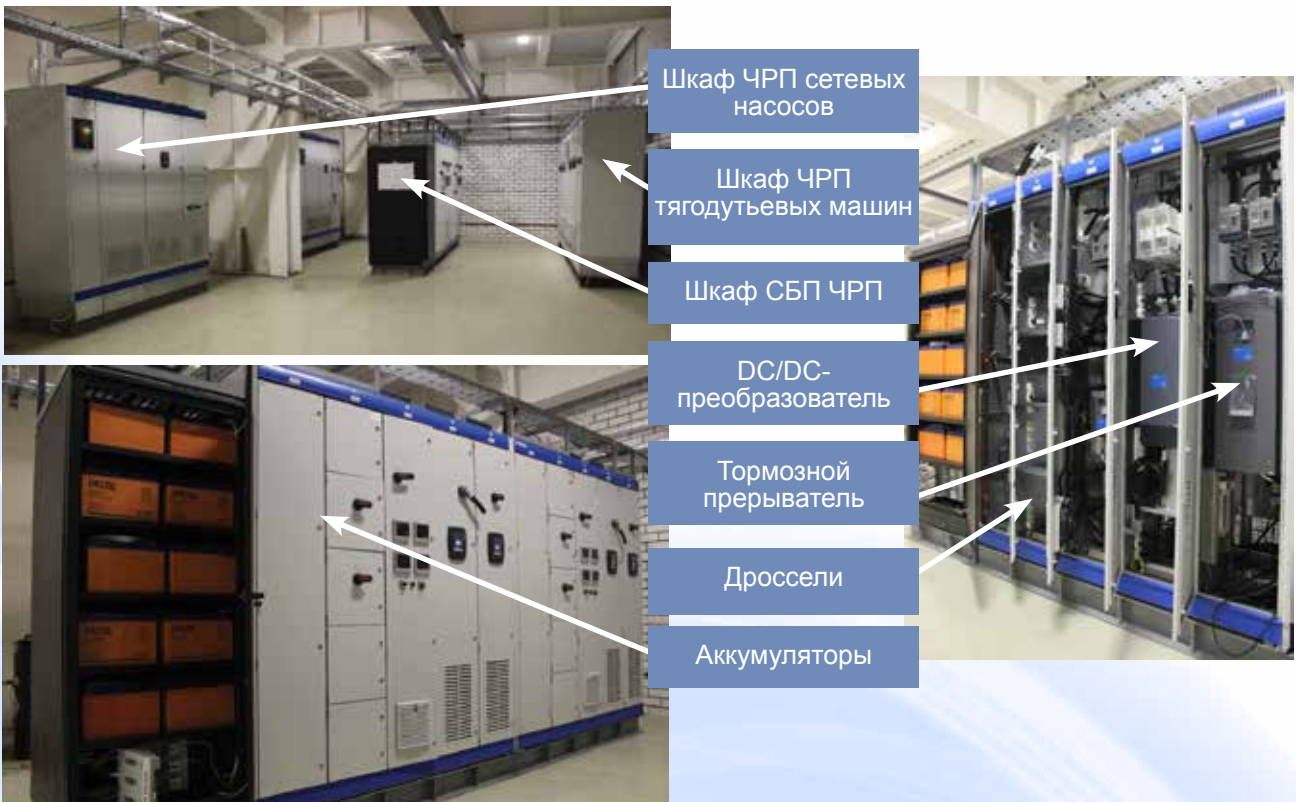 Шкаф ЧРП сетевых
насосов
Шкаф ЧРП
тягодутьевых машин
Шкаф СБП ЧРП
DC/DC-
преобразователь
Тормозной
прерыватель
Дроссели
Аккумуляторы